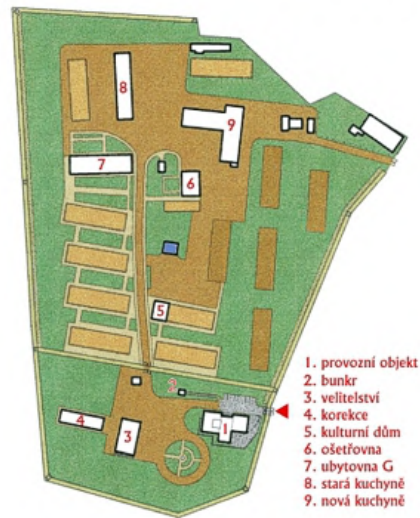 8
9
7
6
5
2
4
3
1
1. provozní objekt
2. bunkr
3. velitelství
4. korekce
5. kulturní dům
6. ošetřovna
7. ubytovna G
8. stará kuchyně
9. nová kuchyně